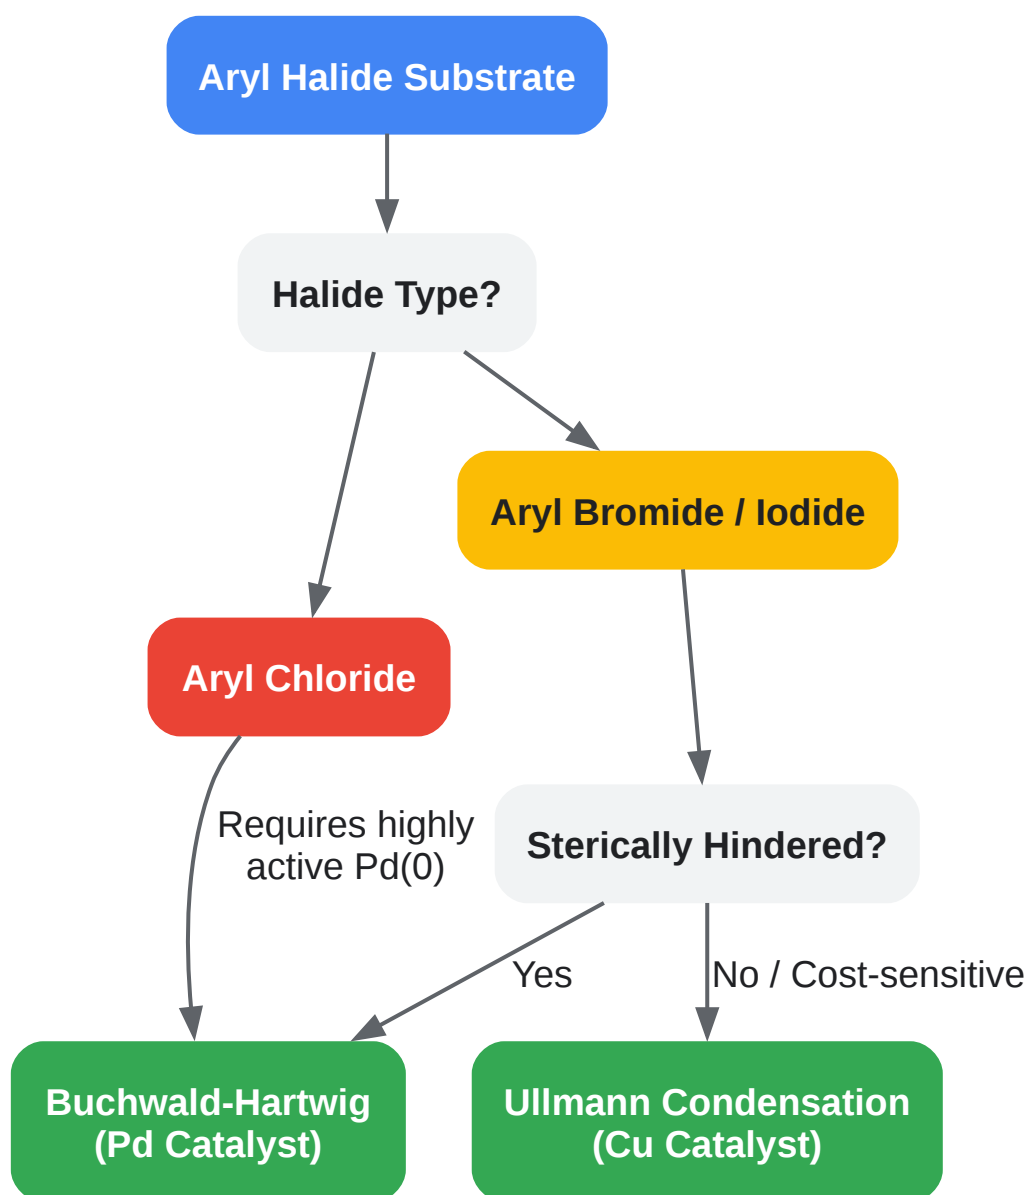 Aryl Halide Substrate
Halide Type?
Aryl Bromide / Iodide
Aryl Chloride
Requires highly
active Pd(0)
Sterically Hindered?
Yes
No / Cost-sensitive
Buchwald-Hartwig
(Pd Catalyst)
Ullmann Condensation
(Cu Catalyst)